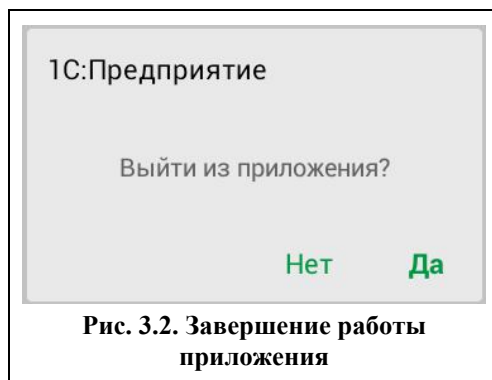 1С:Предприятие
Выйти из приложения?
Нет Да
Рис. 3.2. Завершение работы
приложения